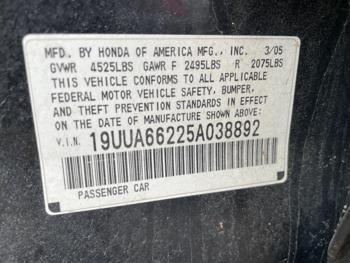 MFD. BY HONDA OF AMERICA MFG., INC. 3/05
GVWR 4525LBS GAWR F 2495LBS R 2075LBS
THIS VEHICLE CONFORMS TO ALL APPLICABLE
FEDERAL MOTOR VEHICLE SAFETY, BUMPER,
AND THEFT PREVENTION STANDARDS IN EFFECT
ON THE DATE OF MANUFACTURE SHOWN ABOVE.
V.I.N. 19UUA66225A038892
PASSENGER CAR